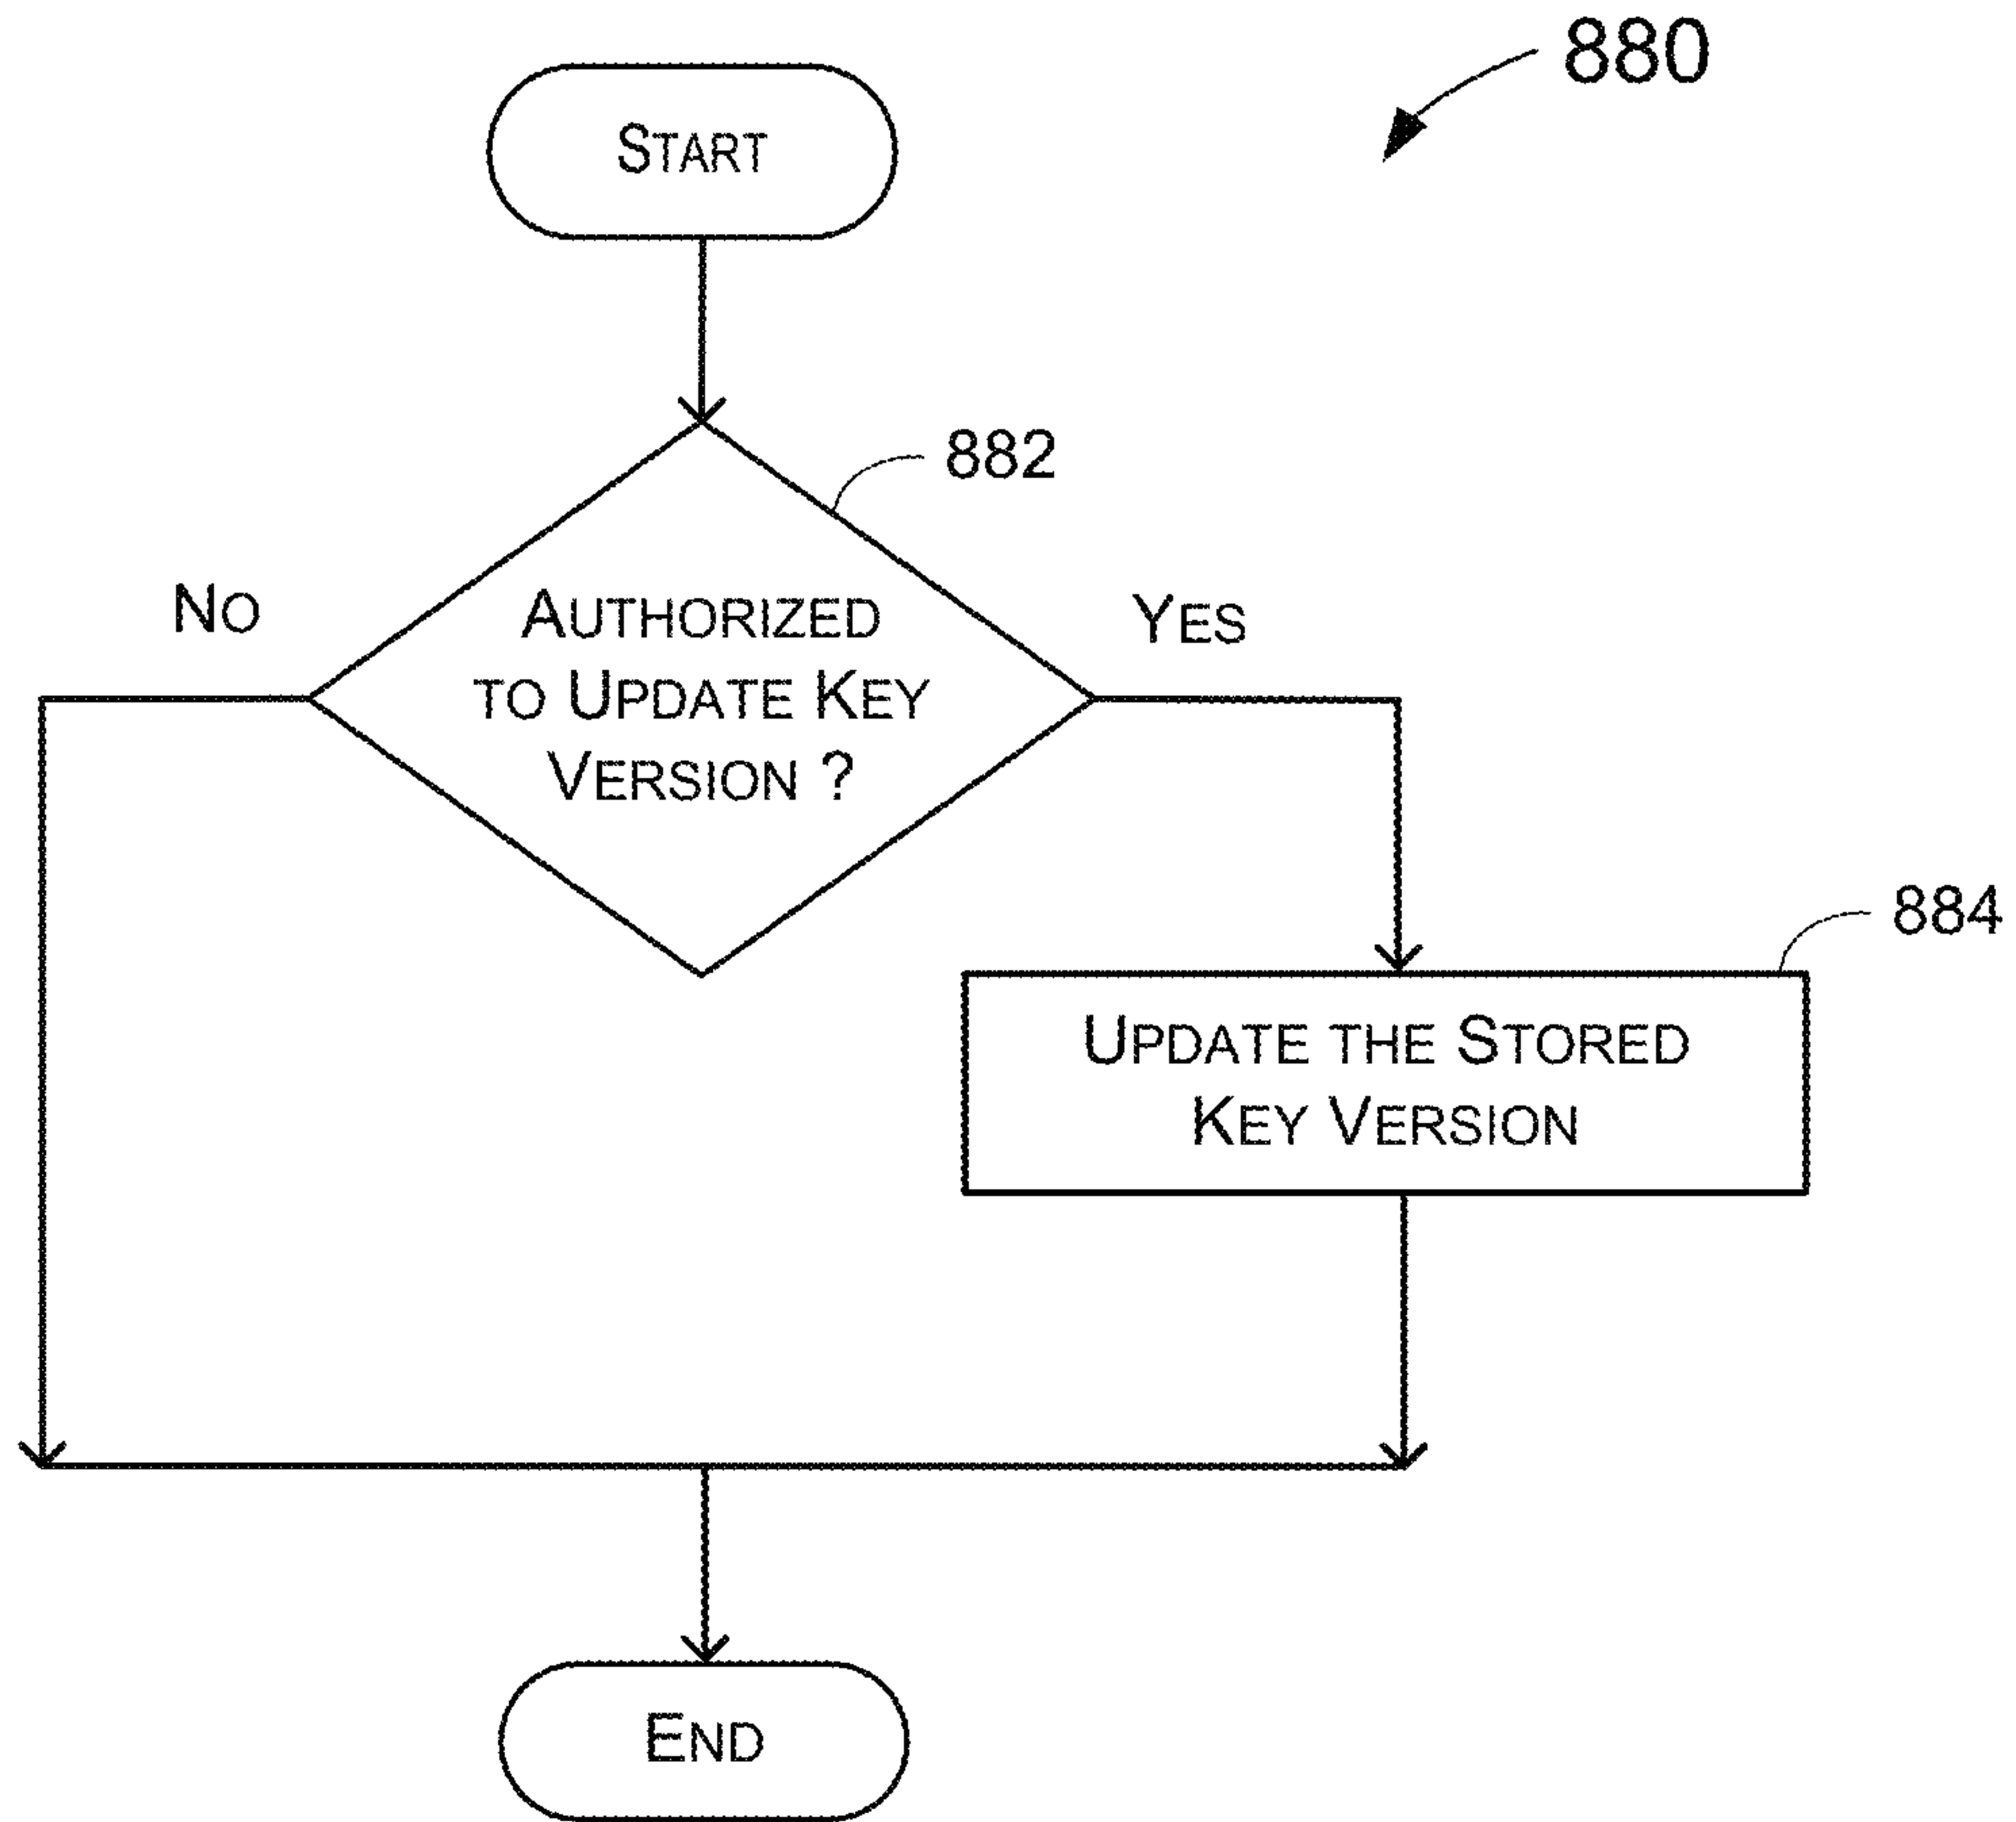 880
START
882
NO
YES
AUTHORIZED
TO UPDATE KEY
VERSION ?
884
UPDATE THE STORED
KEY VERSION
END